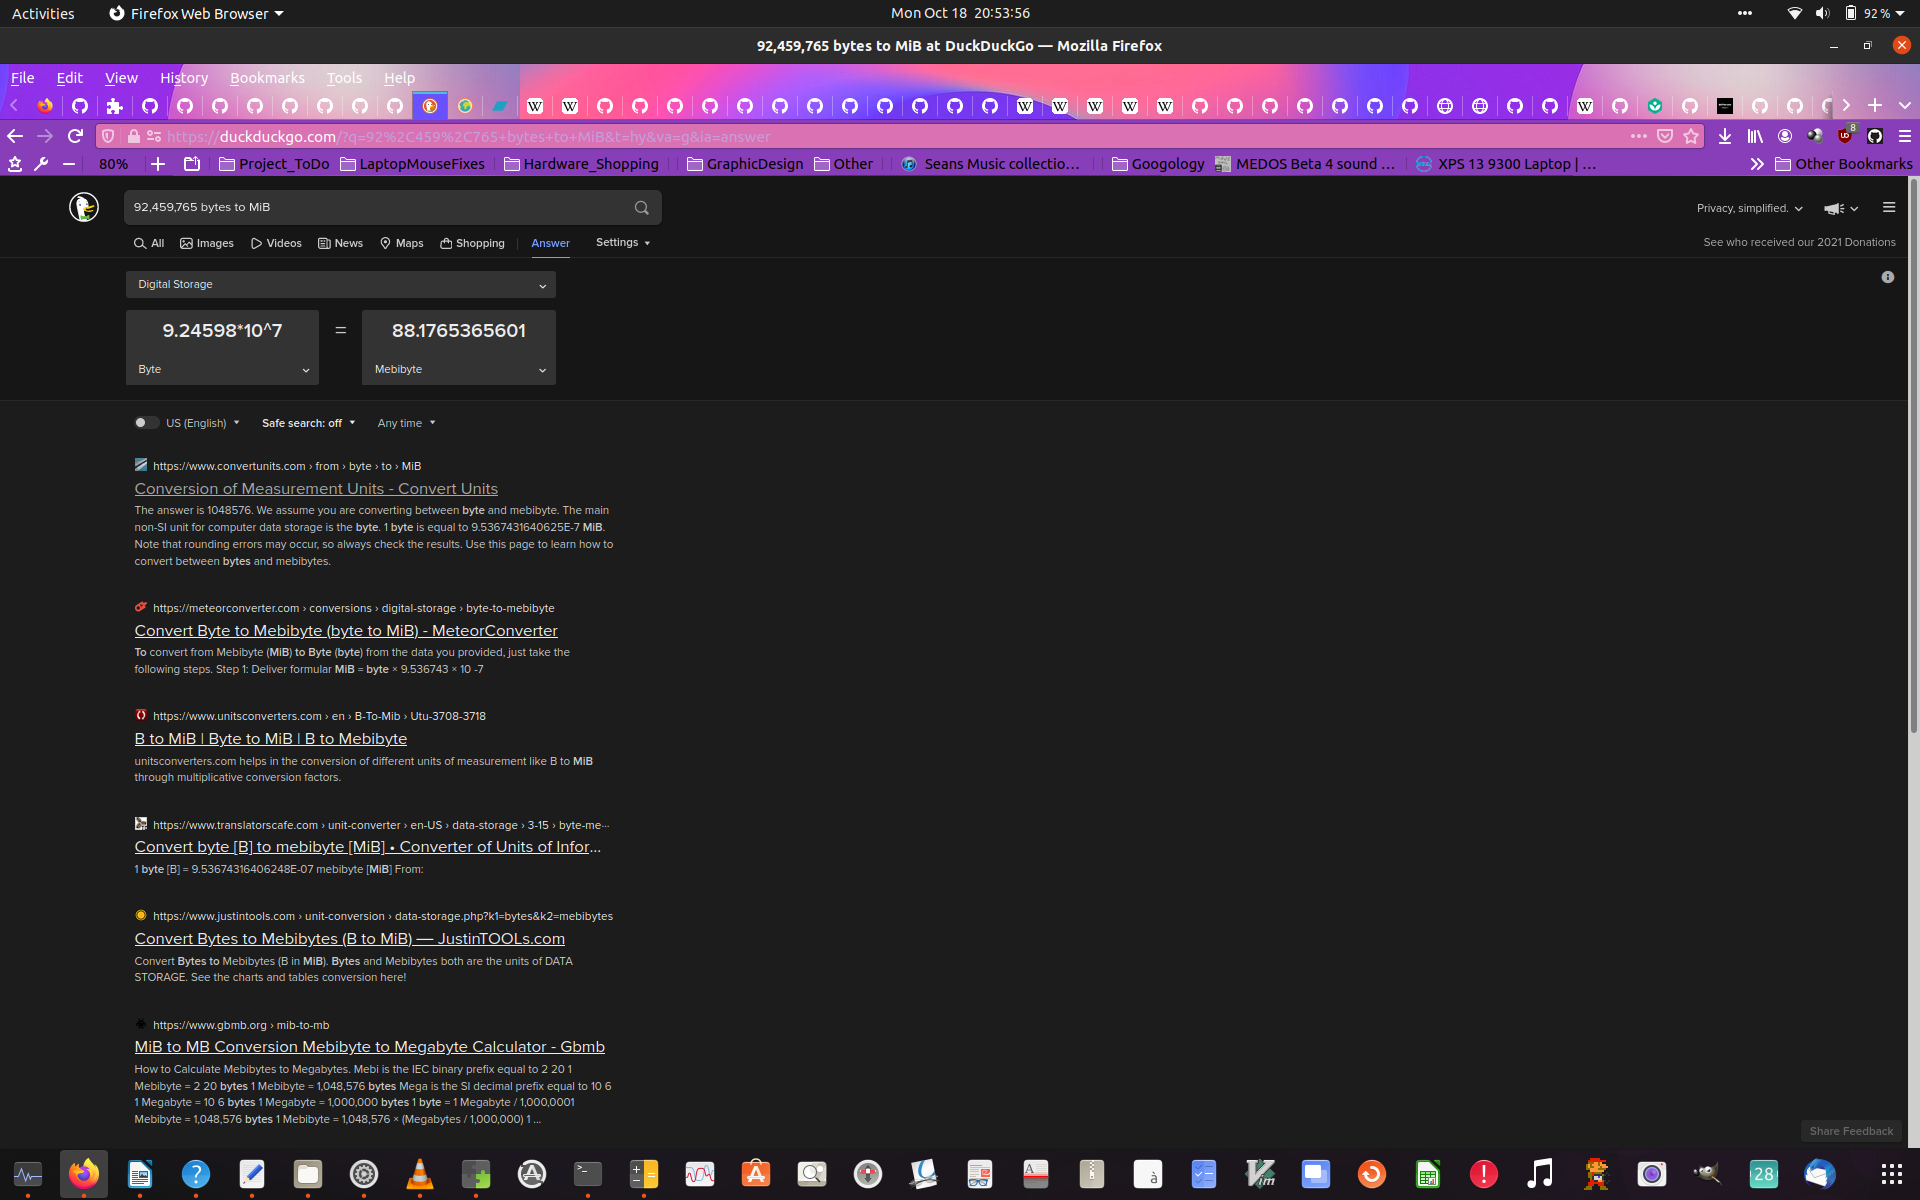 Activities Firefox Web Browser Mon Oct 18 20:53:56 92 %
92,459,765 bytes to MiB at DuckDuckGo — Mozilla Firefox
File Edit View History Bookmarks Tools Help
https://duckduckgo.com/?q=92%2C459%2C765+bytes+to+MiB&t=hy&va=g&ia=answer 8
80% Project_ToDo LaptopMouseFixes Hardware_Shopping GraphicDesign Other Seans Music collectio... Googology MEDOS Beta 4 sound ... XPS 13 9300 Laptop | ... Other Bookmarks
92,459,765 bytes to MiB Privacy, simplified.
All Images Videos News Maps Shopping Answer Settings See who received our 2021 Donations
Digital Storage
9.24598*10^7 = 88.1765365601
Byte Mebibyte
US (English) Safe search: off Any time
https://www.convertunits.com › from › byte › to › MiB
Conversion of Measurement Units - Convert Units
The answer is 1048576. We assume you are converting between byte and mebibyte. The main
non-SI unit for computer data storage is the byte. 1 byte is equal to 9.5367431640625E-7 MiB.
Note that rounding errors may occur, so always check the results. Use this page to learn how to
convert between bytes and mebibytes.
https://meteorconverter.com › conversions › digital-storage › byte-to-mebibyte
Convert Byte to Mebibyte (byte to MiB) - MeteorConverter
To convert from Mebibyte (MiB) to Byte (byte) from the data you provided, just take the
following steps. Step 1: Deliver formular MiB = byte × 9.536743 × 10 -7
https://www.unitsconverters.com › en › B-To-Mib › Utu-3708-3718
B to MiB | Byte to MiB | B to Mebibyte
unitsconverters.com helps in the conversion of different units of measurement like B to MiB
through multiplicative conversion factors.
https://www.translatorscafe.com › unit-converter › en-US › data-storage › 3-15 › byte-me...
Convert byte [B] to mebibyte [MiB] • Converter of Units of Infor...
1 byte [B] = 9.53674316406248E-07 mebibyte [MiB] From:
https://www.justintools.com › unit-conversion › data-storage.php?k1=bytes&k2=mebibytes
Convert Bytes to Mebibytes (B to MiB) — JustinTOOLs.com
Convert Bytes to Mebibytes (B in MiB). Bytes and Mebibytes both are the units of DATA
STORAGE. See the charts and tables conversion here!
https://www.gbmb.org › mib-to-mb
MiB to MB Conversion Mebibyte to Megabyte Calculator - Gbmb
How to Calculate Mebibytes to Megabytes. Mebi is the IEC binary prefix equal to 2 20 1
Mebibyte = 2 20 bytes 1 Mebibyte = 1,048,576 bytes Mega is the SI decimal prefix equal to 10 6
1 Megabyte = 10 6 bytes 1 Megabyte = 1,000,000 bytes 1 byte = 1 Megabyte / 1,000,0001
Mebibyte = 1,048,576 bytes 1 Mebibyte = 1,048,576 × (Megabytes / 1,000,000) 1 ...
Share Feedback
28